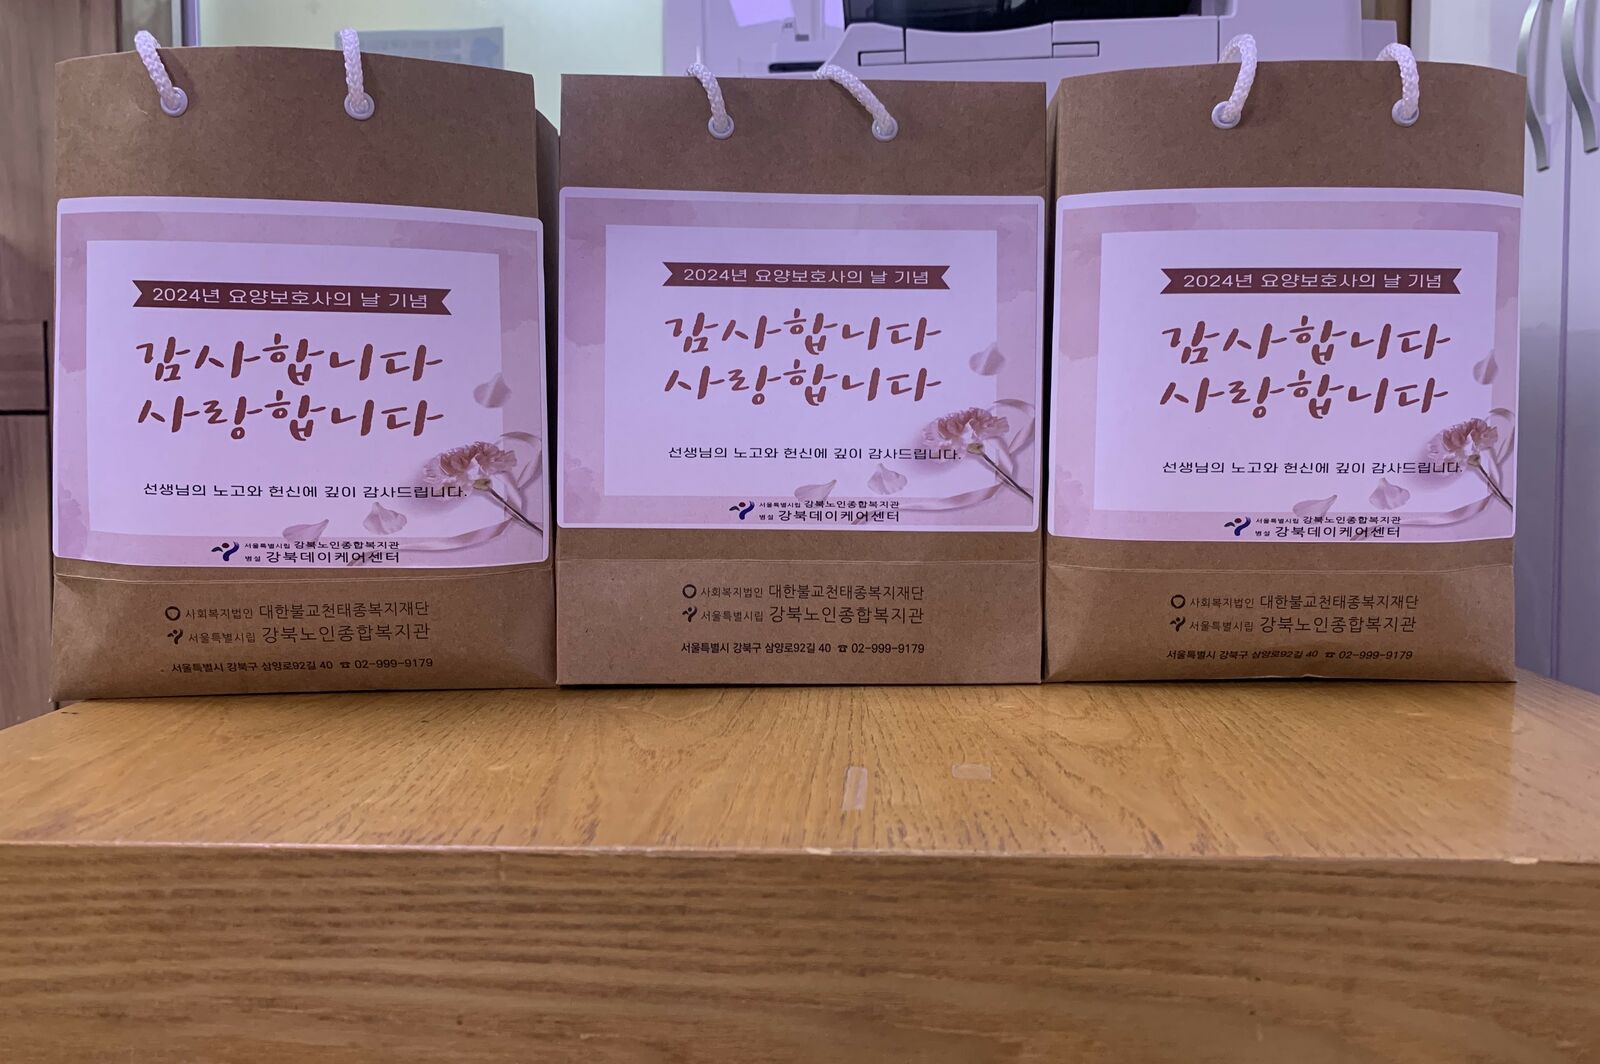 2024년 요양보호사의 날 기념
감사합니다
사랑합니다
선생님의 노고와 헌신에 깊이 감사드립니다.
서울특별시립 강북노인종합복지관
병설 강북데이케어센터
사회복지법인 대한불교천태종복지재단
서울특별시립 강북노인종합복지관
서울특별시 강북구 삼양로92길 40 ☎ 02-999-9179
2024년 요양보호사의 날 기념
감사합니다
사랑합니다
선생님의 노고와 헌신에 깊이 감사드립니다.
서울특별시립 강북노인종합복지관
병설 강북데이케어센터
사회복지법인 대한불교천태종복지재단
서울특별시립 강북노인종합복지관
서울특별시 강북구 삼양로92길 40 ☎ 02-999-9179
2024년 요양보호사의 날 기념
감사합니다
사랑합니다
선생님의 노고와 헌신에 깊이 감사드립니다.
서울특별시립 강북노인종합복지관
병설 강북데이케어센터
사회복지법인 대한불교천태종복지재단
서울특별시립 강북노인종합복지관
서울특별시 강북구 삼양로92길 40 ☎ 02-999-9179